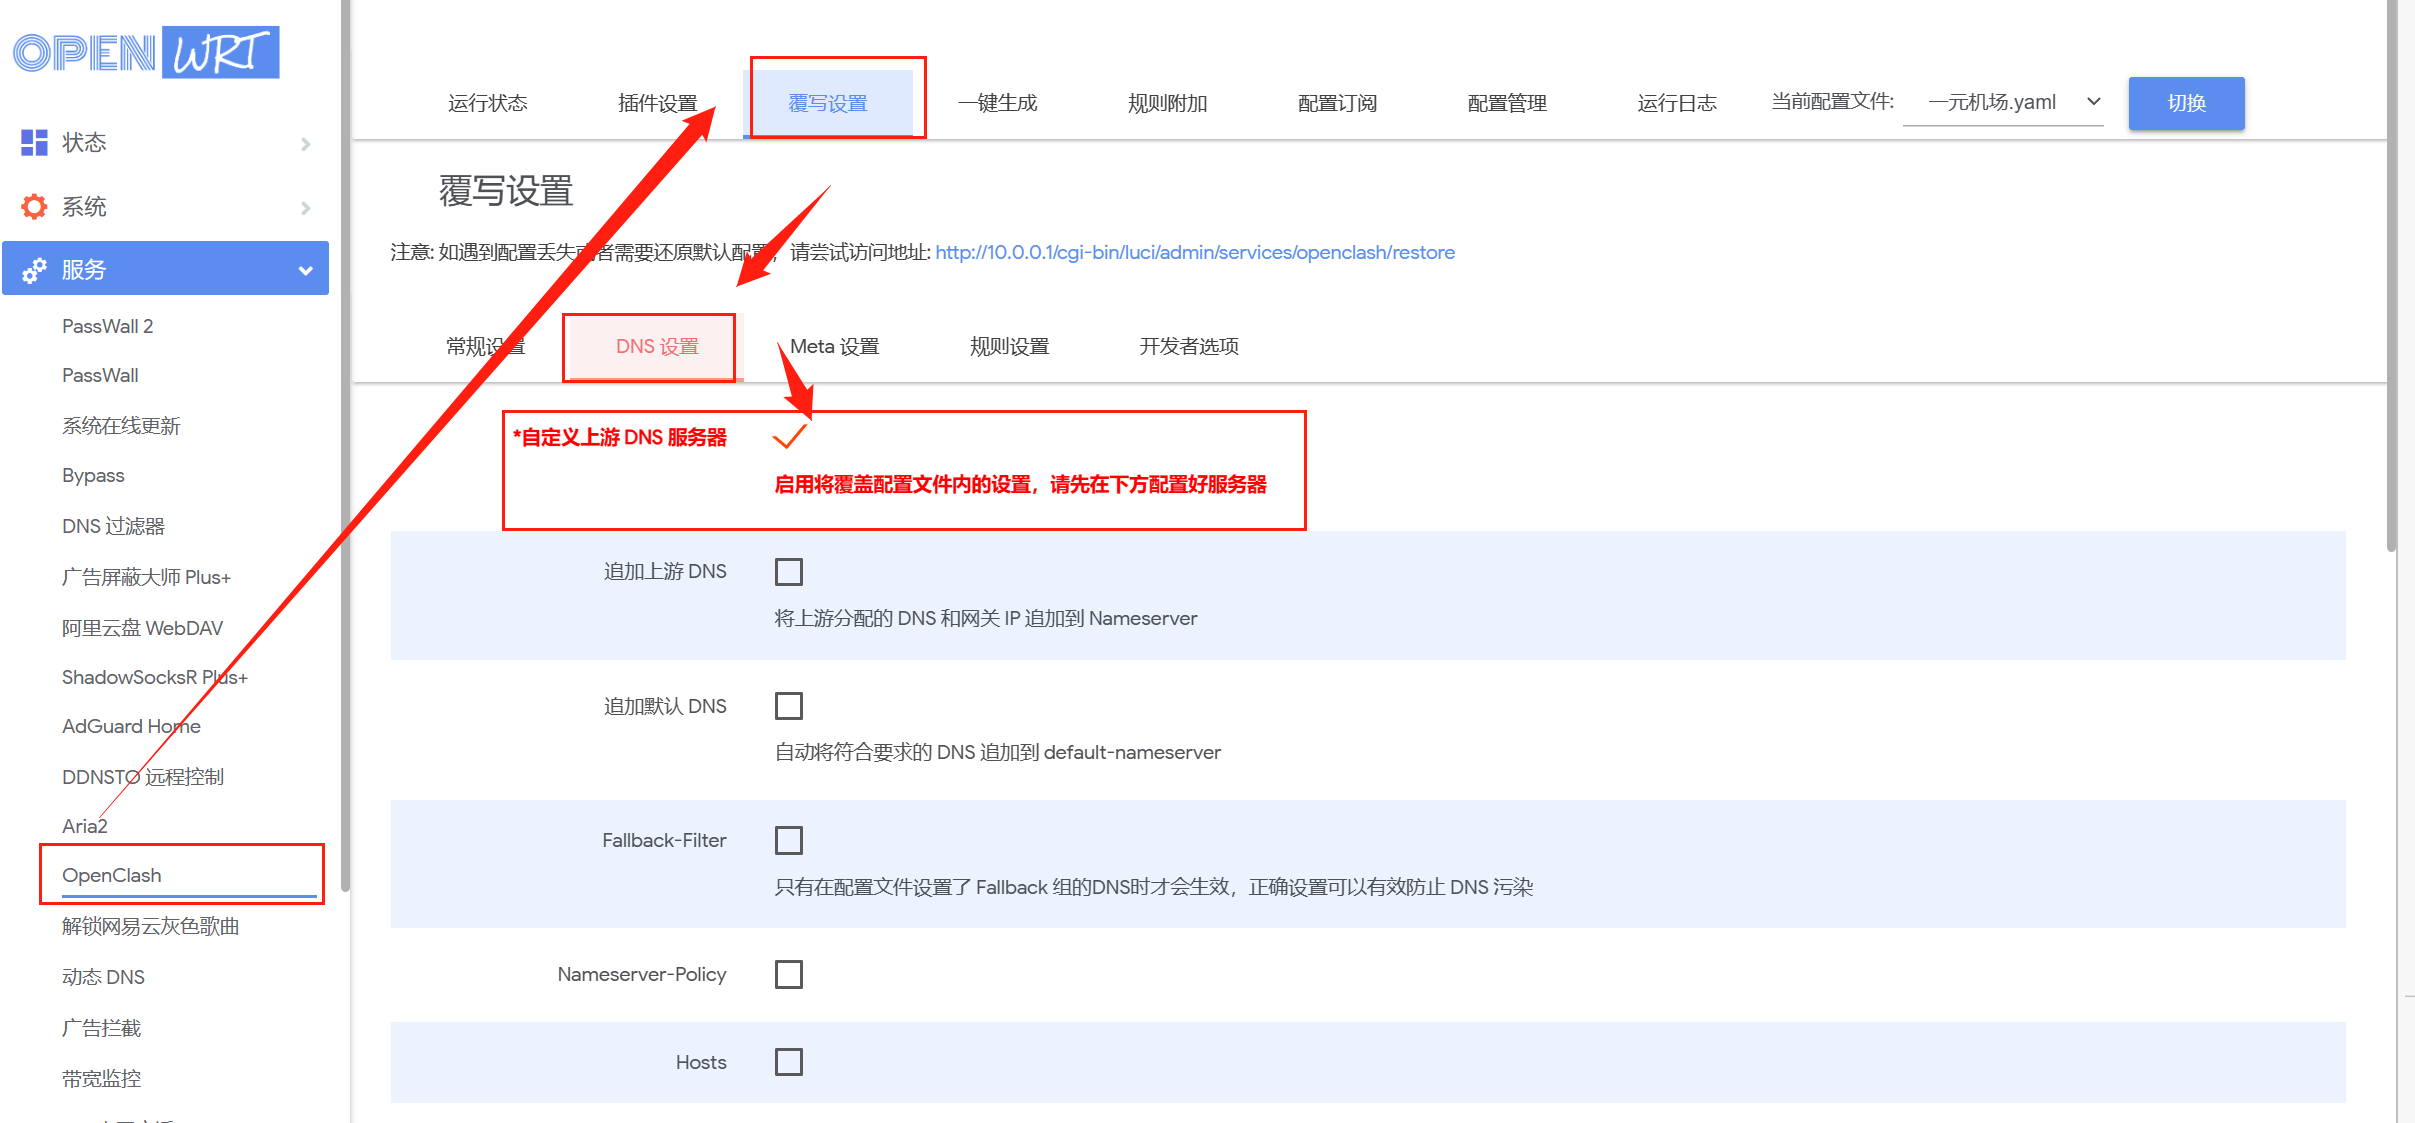 OPENWRT
状态
系统
服务
PassWall 2
PassWall
系统在线更新
Bypass
DNS 过滤器
广告屏蔽大师 Plus+
阿里云盘 WebDAV
ShadowSocksR Plus+
AdGuard Home
DDNSTO 远程控制
Aria2
OpenClash
解锁网易云灰色歌曲
动态 DNS
广告拦截
带宽监控
运行状态
插件设置
覆写设置
一键生成
规则附加
配置订阅
配置管理
运行日志
当前配置文件:
一元机场.yaml
切换
覆写设置
注意: 如遇到配置丢失或者需要还原默认配置，请尝试访问地址: http://10.0.0.1/cgi-bin/luci/admin/services/openclash/restore
常规设置
DNS 设置
Meta 设置
规则设置
开发者选项
*自定义上游 DNS 服务器
启用将覆盖配置文件内的设置，请先在下方配置好服务器
追加上游 DNS
将上游分配的 DNS 和网关 IP 追加到 Nameserver
追加默认 DNS
自动将符合要求的 DNS 追加到 default-nameserver
Fallback-Filter
只有在配置文件设置了 Fallback 组的DNS时才会生效，正确设置可以有效防止 DNS 污染
Nameserver-Policy
Hosts